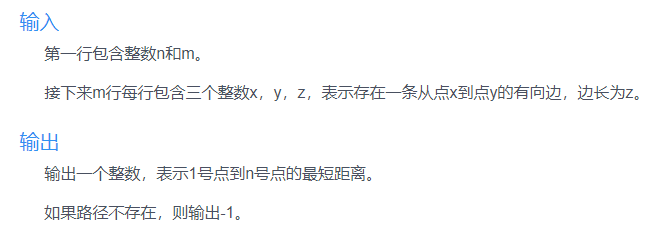 输入
第一行包含整数n和m。
接下来m行每行包含三个整数x，y，z，表示存在一条从点x到点y的有向边，边长为z。
输出
输出一个整数，表示1号点到n号点的最短距离。
如果路径不存在，则输出-1。